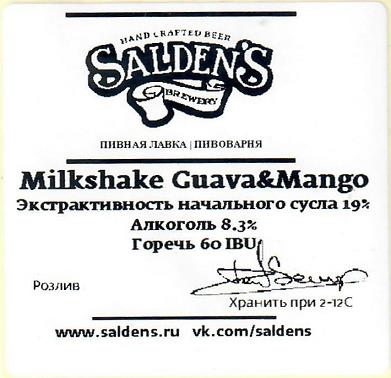 HAND CRAFTED BEER
SALDEN'S
BREWERY
ПИВНАЯ ЛАВКА | ПИВОВАРНЯ
Milkshake Guava&Mango
Экстрактивность начального сусла 19%
Алкоголь 8.3%
Горечь 60 IBU
Розлив
Хранить при 2-12С
www.saldens.ru vk.com/saldens